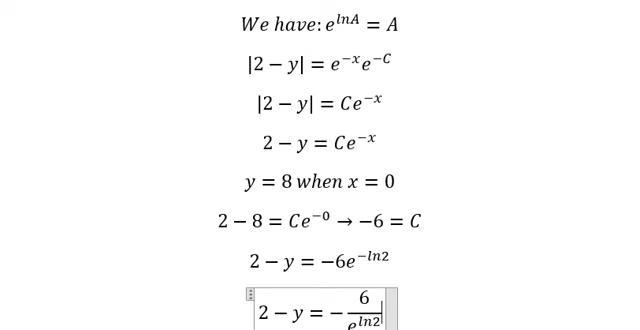 We have: e^{lnA} = A
|2 − y| = e^{−x}e^{−C}
|2 − y| = Ce^{−x}
2 − y = Ce^{−x}
y = 8 when x = 0
2 − 8 = Ce^{−0} → −6 = C
2 − y = −6e^{−ln2}
2 − y = − \frac{6}{e^{ln2}}